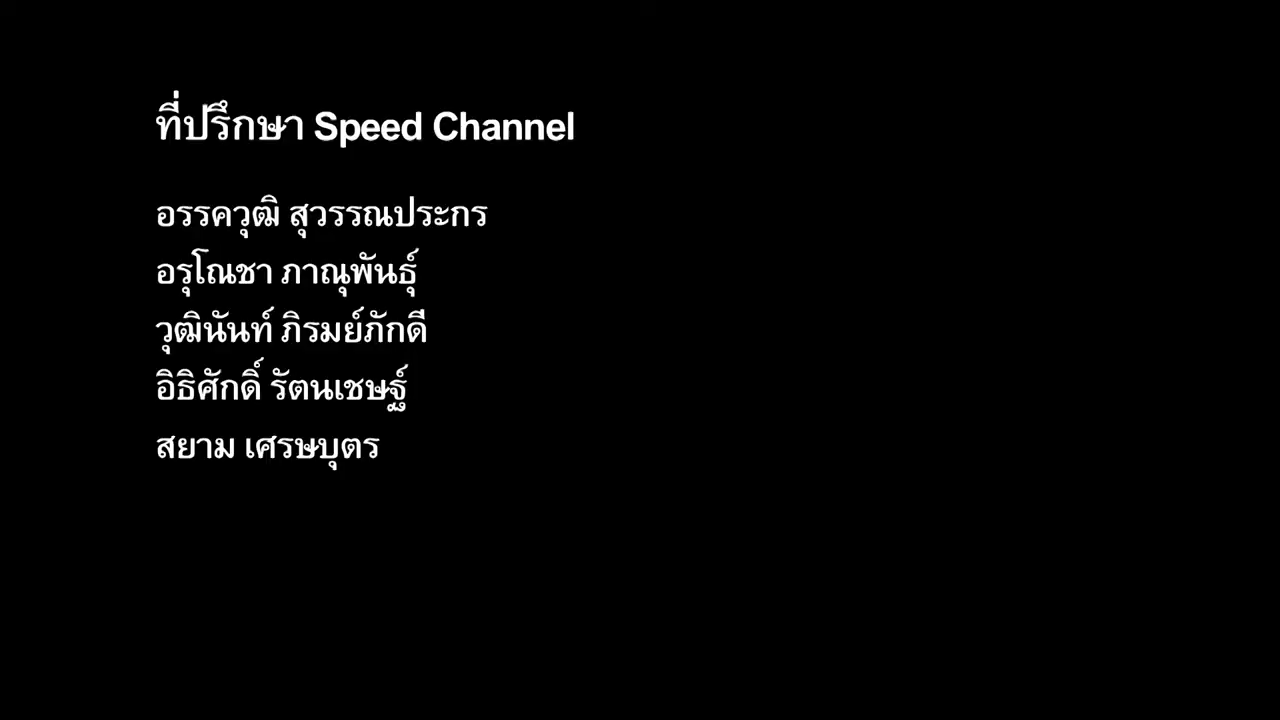 ที่ปรึกษา Speed Channel
อรรควุฒิ สุวรรณประกร
อรุโณชา ภาณุพันธุ์
วุฒินันท์ ภิรมย์ภักดี
อิธิศักดิ์ รัตนเชษฐ์
สยาม เศรษบุตร